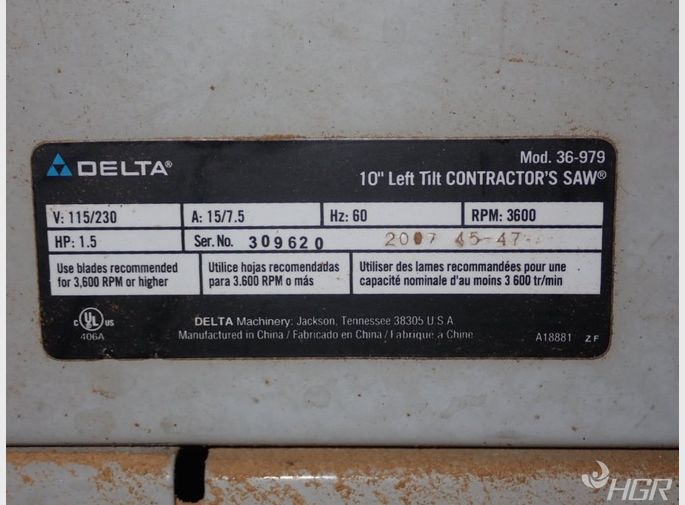 DELTA®
Mod. 36-979
10" Left Tilt CONTRACTOR'S SAW®
V: 115/230 A: 15/7.5 Hz: 60 RPM: 3600
HP: 1.5 Ser. No. 309620 2007 45-47
Use blades recommended
for 3,600 RPM or higher
Utilice hojas recomendadas
para 3.600 RPM o más
Utiliser des lames recommandées pour une
capacité nominale d'au moins 3 600 tr/min
C UL US
406A
DELTA Machinery: Jackson, Tennessee 38305 U.S.A.
Manufactured in China / Fabricado en China / Fabriqué a Chine
A18881 ZF
HGR